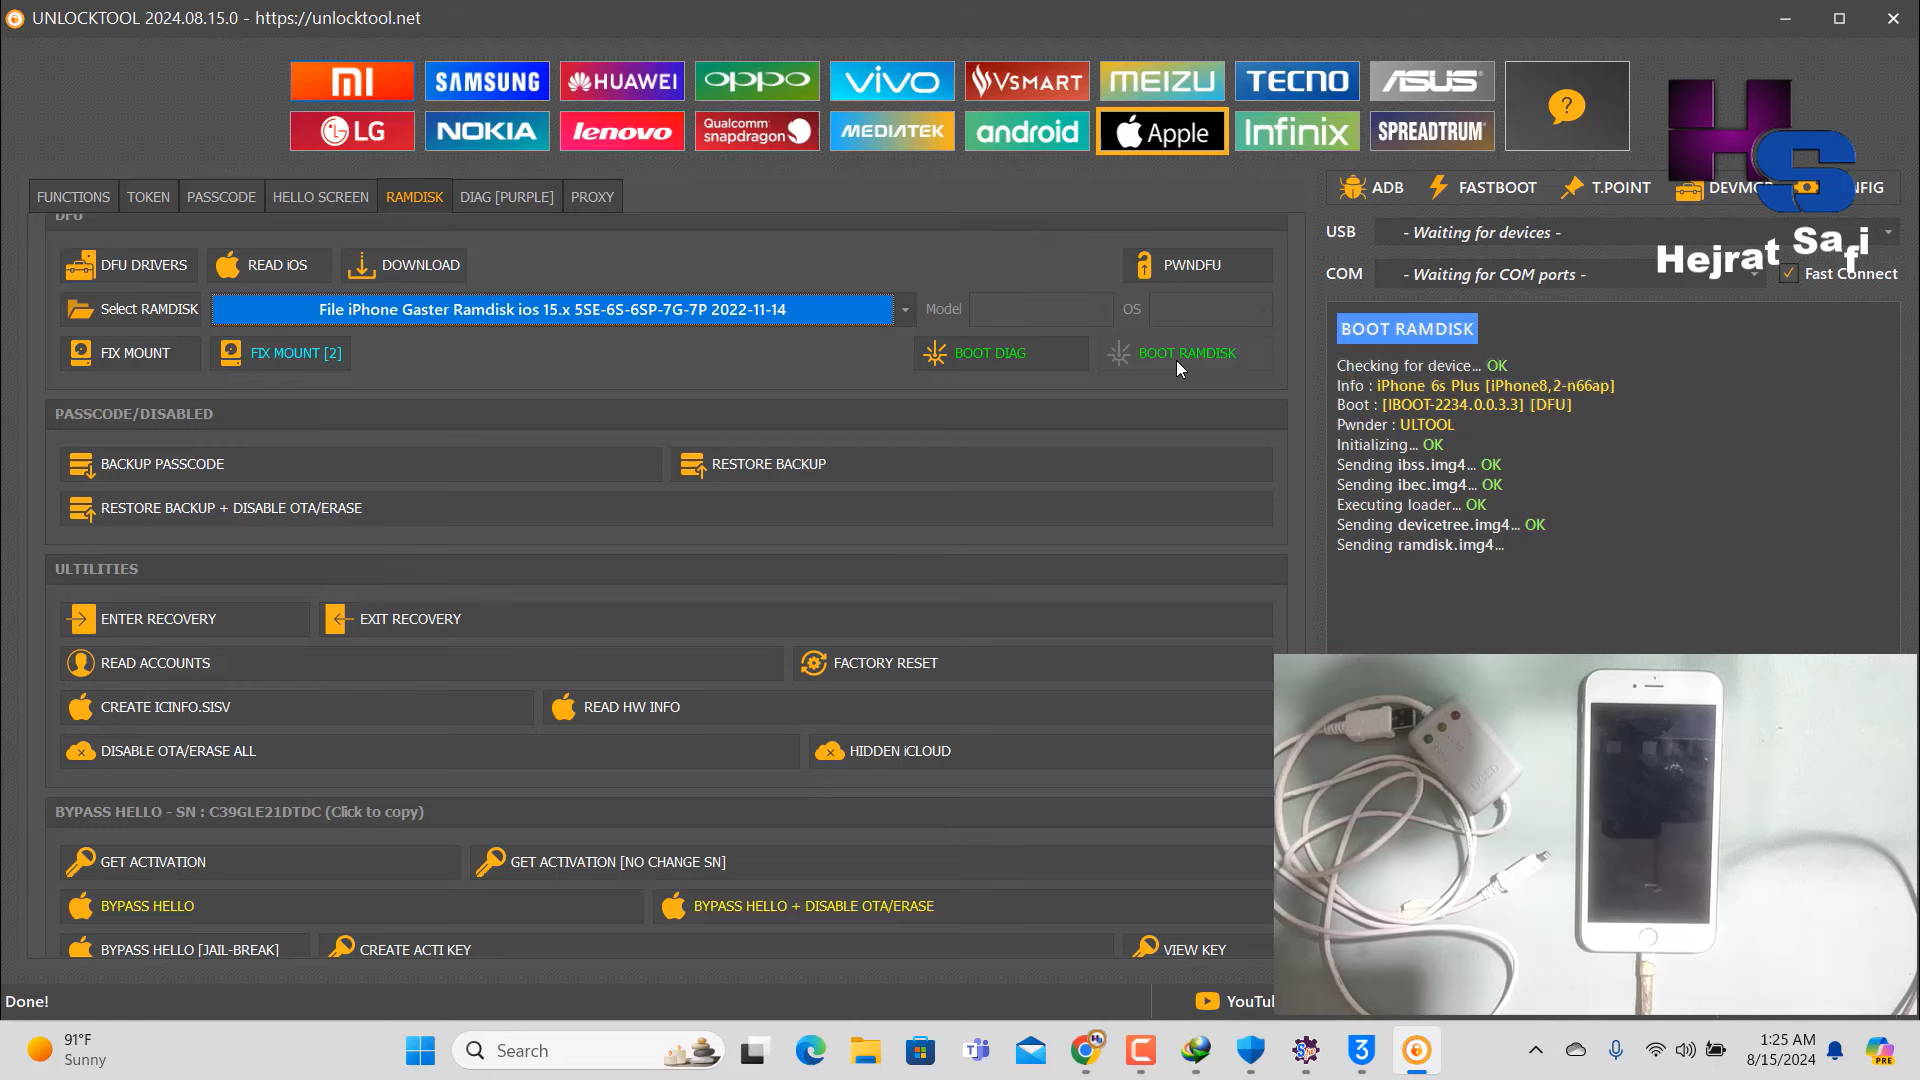 UNLOCKTOOL 2024.08.15.0 - https://unlocktool.net
MI SAMSUNG HUAWEI oppo vivo VSMART MEIZU TECNO ASUS ?
LG NOKIA lenovo Qualcomm snapdragon MEDIATEK android Apple Infinix SPREADTRUM
HS
Hejrat Safi
FUNCTIONS TOKEN PASSCODE HELLO SCREEN RAMDISK DIAG [PURPLE] PROXY
ADB FASTBOOT T.POINT
DFU
USB - Waiting for devices -
COM - Waiting for COM ports - Fast Connect
DFU DRIVERS READ iOS DOWNLOAD PWNDFU
Select RAMDISK File iPhone Gaster Ramdisk ios 15.x 5SE-6S-6SP-7G-7P 2022-11-14 Model OS
FIX MOUNT FIX MOUNT [2] BOOT DIAG BOOT RAMDISK
PASSCODE/DISABLED
BACKUP PASSCODE RESTORE BACKUP
RESTORE BACKUP + DISABLE OTA/ERASE
ULTILITIES
ENTER RECOVERY EXIT RECOVERY
READ ACCOUNTS FACTORY RESET
CREATE ICINFO.SISV READ HW INFO
DISABLE OTA/ERASE ALL HIDDEN iCLOUD
BYPASS HELLO - SN : C39GLE21DTDC (Click to copy)
GET ACTIVATION GET ACTIVATION [NO CHANGE SN]
BYPASS HELLO BYPASS HELLO + DISABLE OTA/ERASE
BYPASS HELLO [JAIL-BREAK] CREATE ACTI KEY VIEW KEY
BOOT RAMDISK
Checking for device... OK
Info : iPhone 6s Plus [iPhone8,2-n66ap]
Boot : [IBOOT-2234.0.0.3.3] [DFU]
Pwnder : ULTOOL
Initializing... OK
Sending ibss.img4... OK
Sending ibec.img4... OK
Executing loader... OK
Sending devicetree.img4... OK
Sending ramdisk.img4...
DCSD
Done!
91°F
Sunny
Search
1:25 AM
8/15/2024
PRE